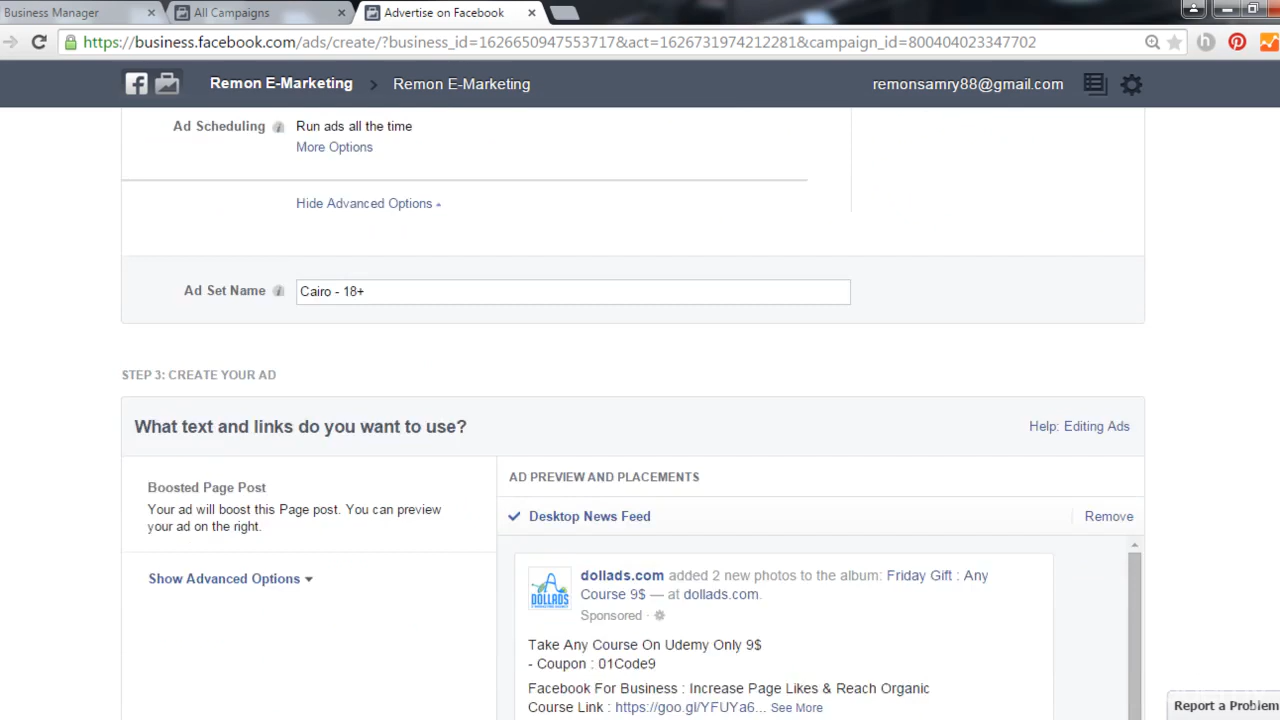 Business Manager
All Campaigns
Advertise on Facebook
https://business.facebook.com/ads/create/?business_id=1626650947553717&act=1626731974212281&campaign_id=800404023347702
Remon E-Marketing
Remon E-Marketing
remonsamry88@gmail.com
Ad Scheduling
Run ads all the time
More Options
Hide Advanced Options
Ad Set Name
Cairo - 18+
STEP 3: CREATE YOUR AD
What text and links do you want to use?
Help: Editing Ads
Boosted Page Post
Your ad will boost this Page post. You can preview
your ad on the right.
Show Advanced Options
AD PREVIEW AND PLACEMENTS
Desktop News Feed
Remove
DOLLADS
dollads.com added 2 new photos to the album: Friday Gift : Any
Course 9$ — at dollads.com.
Sponsored ·
Take Any Course On Udemy Only 9$
- Coupon : 01Code9
Facebook For Business : Increase Page Likes & Reach Organic
Course Link : https://goo.gl/YFUYa6... See More
Report a Problem